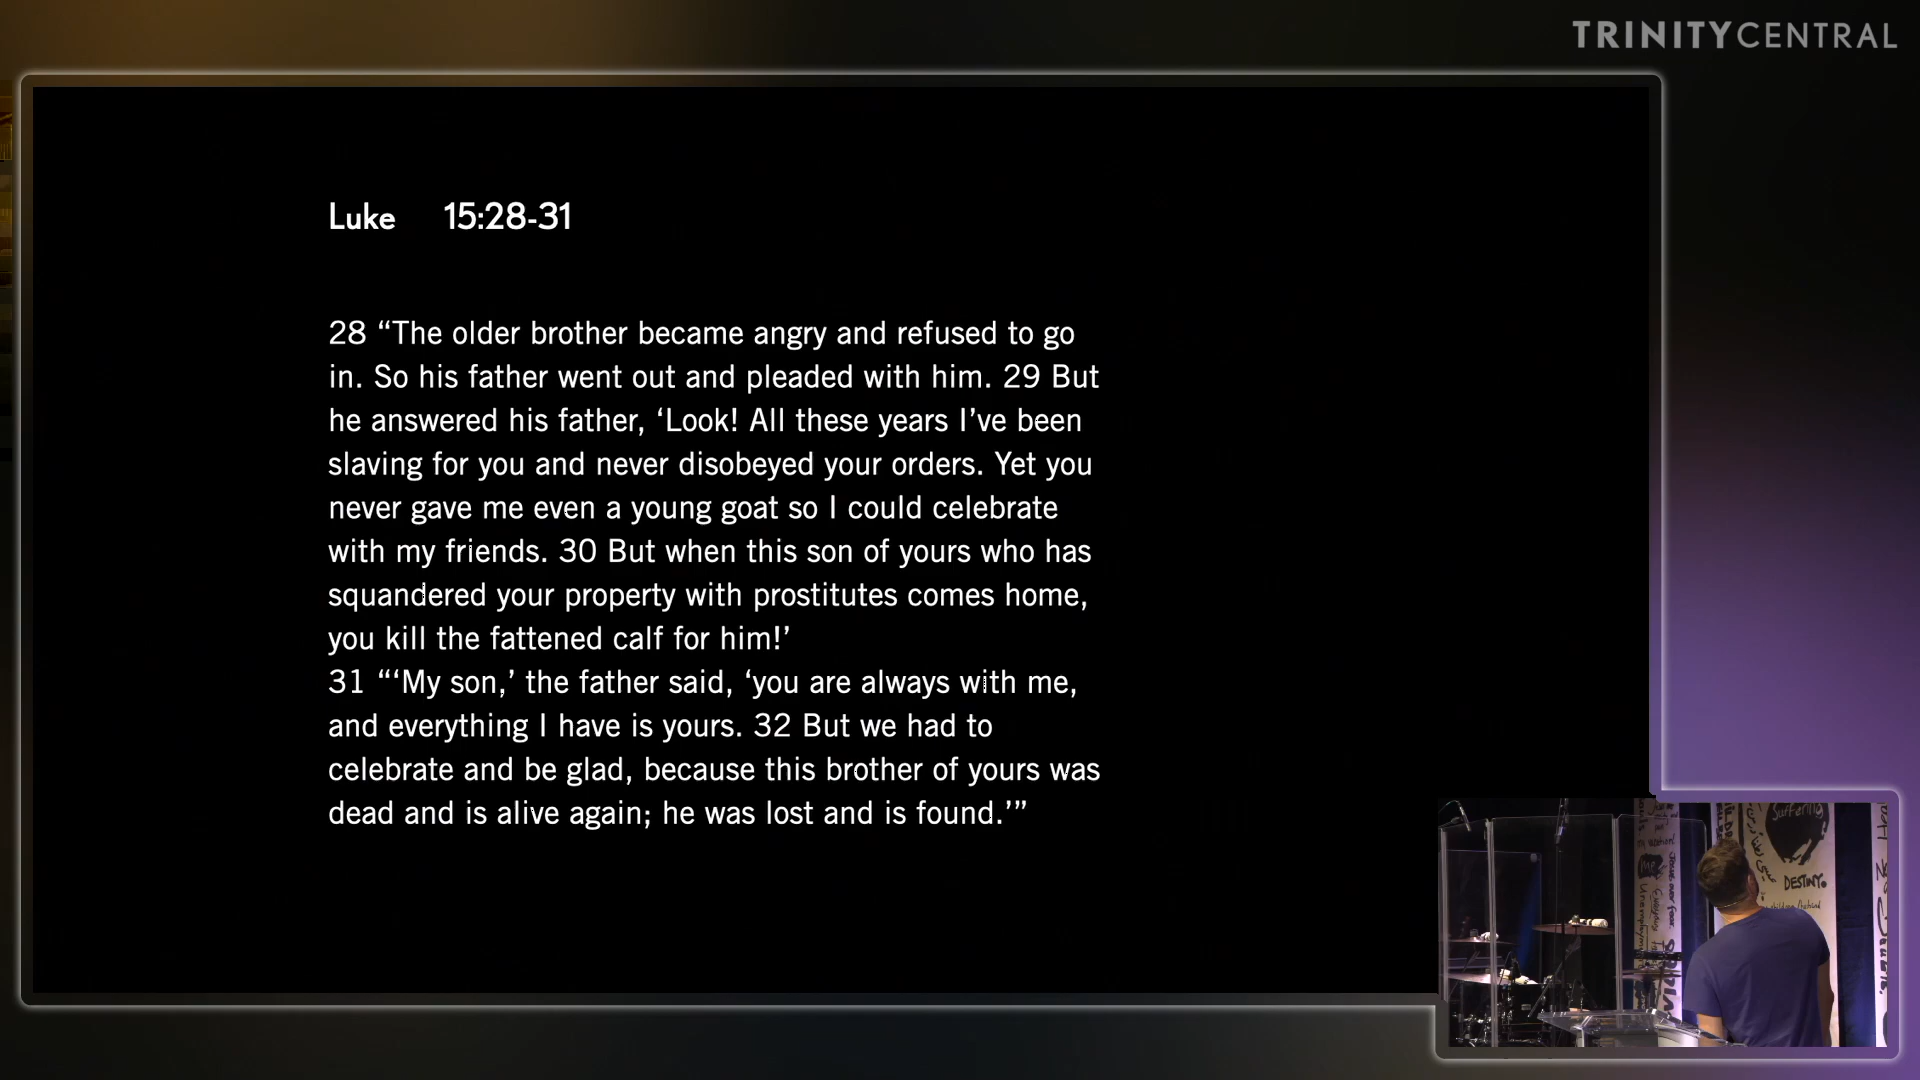 TRINITYCENTRAL
Luke 15:28-31
28 “The older brother became angry and refused to go
in. So his father went out and pleaded with him. 29 But
he answered his father, ‘Look! All these years I’ve been
slaving for you and never disobeyed your orders. Yet you
never gave me even a young goat so I could celebrate
with my friends. 30 But when this son of yours who has
squandered your property with prostitutes comes home,
you kill the fattened calf for him!’
31 “‘My son,’ the father said, ‘you are always with me,
and everything I have is yours. 32 But we had to
celebrate and be glad, because this brother of yours was
dead and is alive again; he was lost and is found.’”
Suffering
DESTINY.